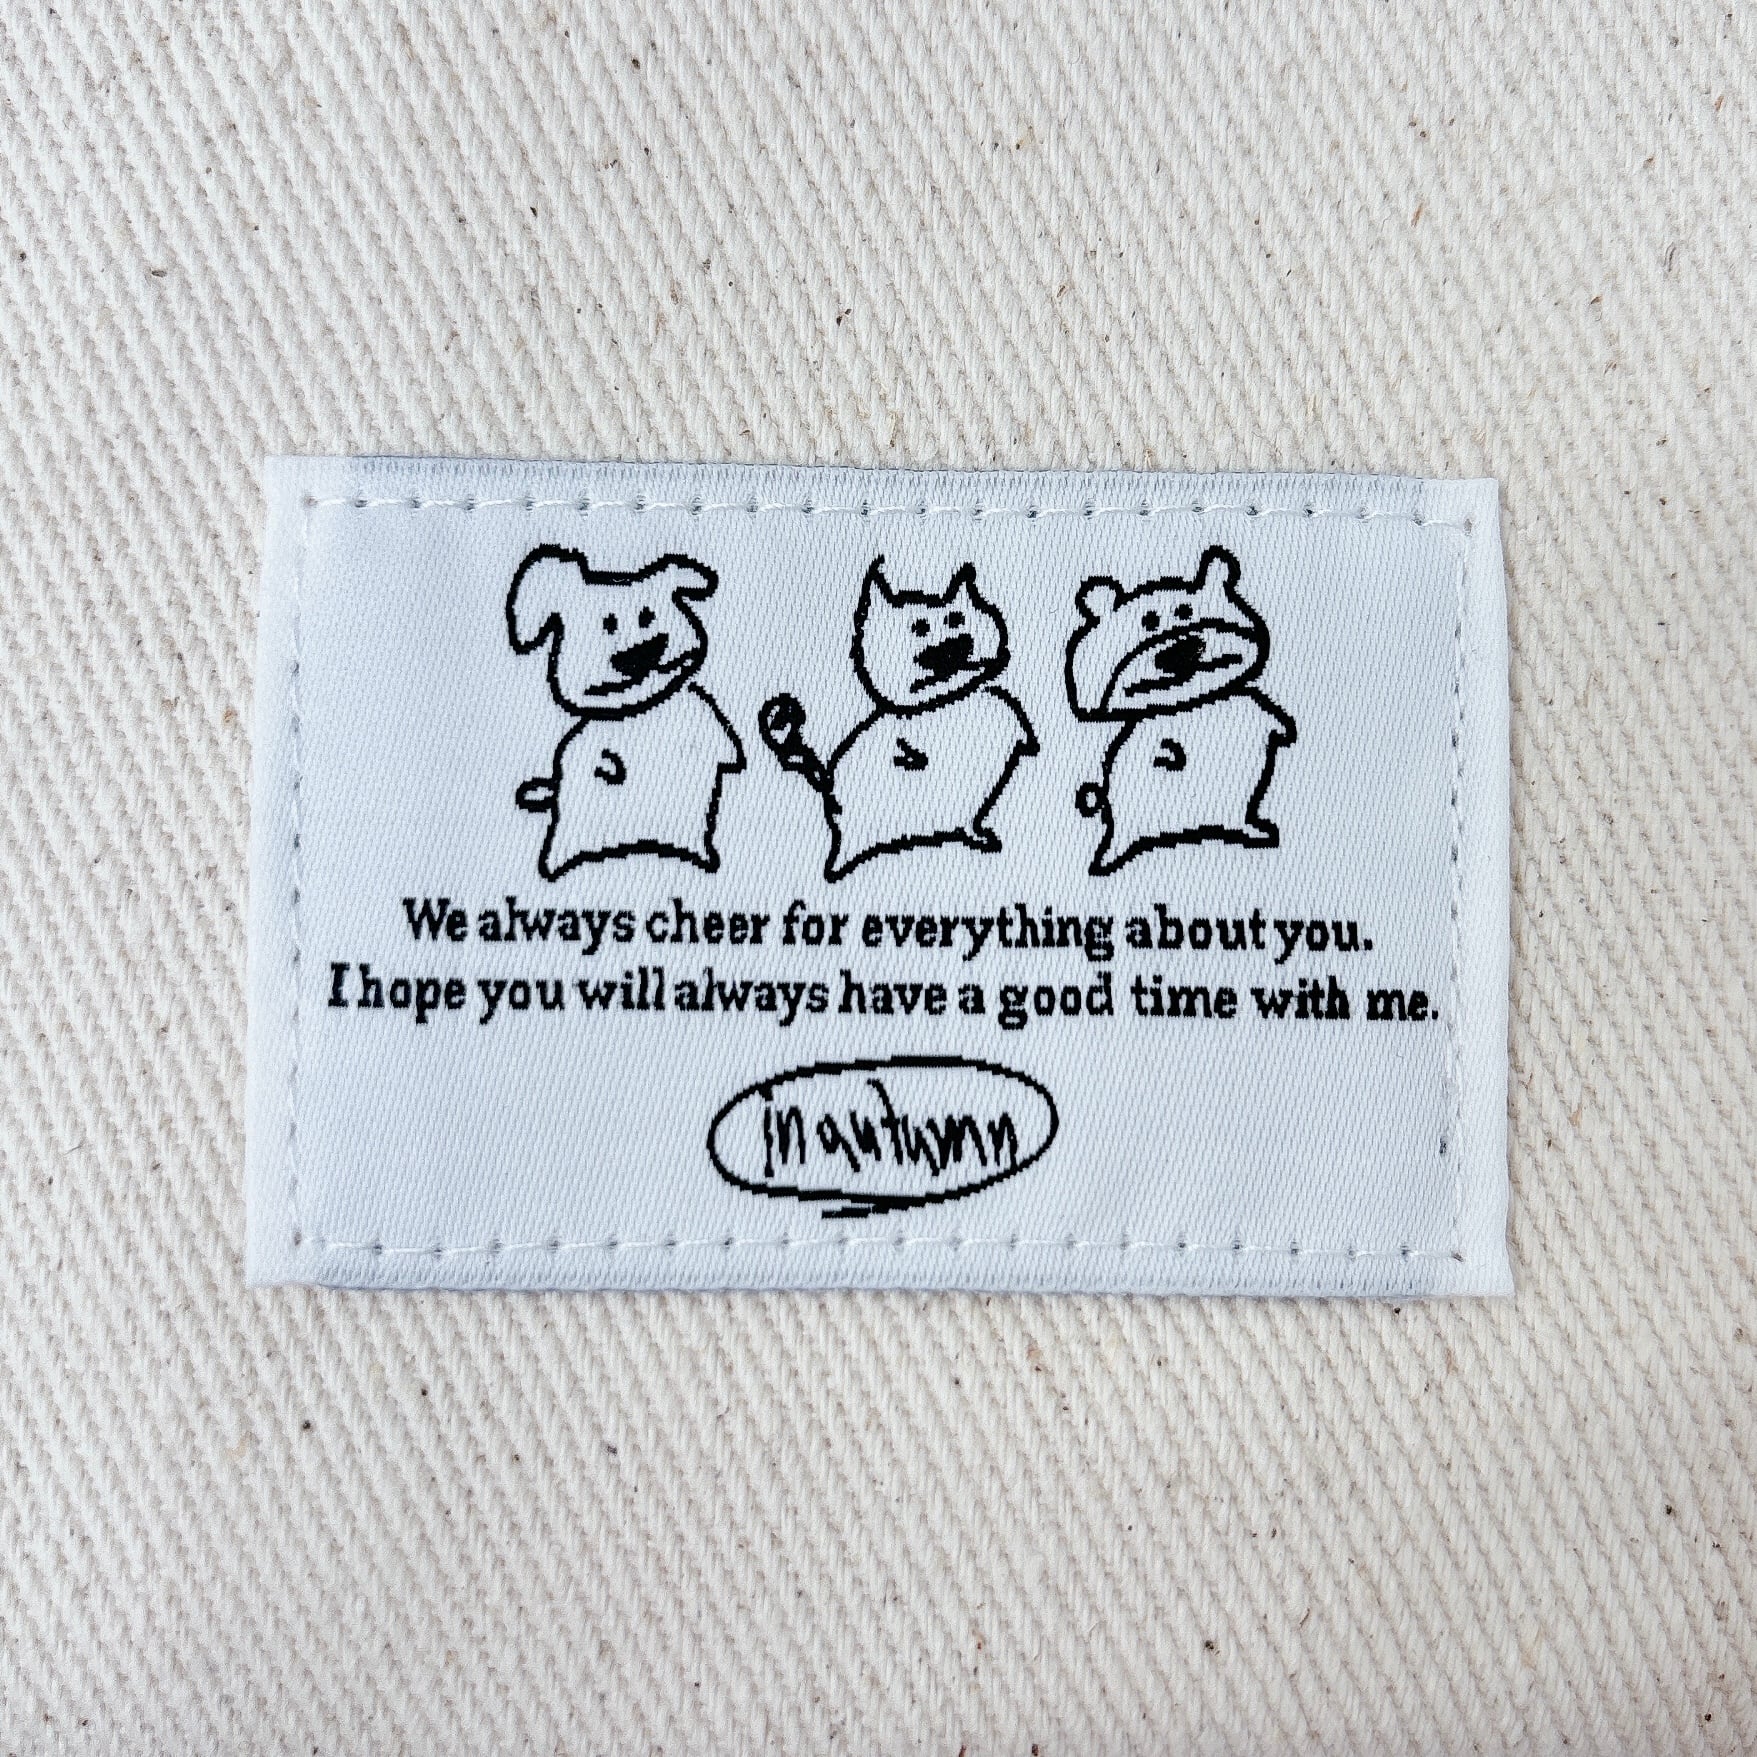 We always cheer for everything about you.
I hope you will always have a good time with me.
in autumn